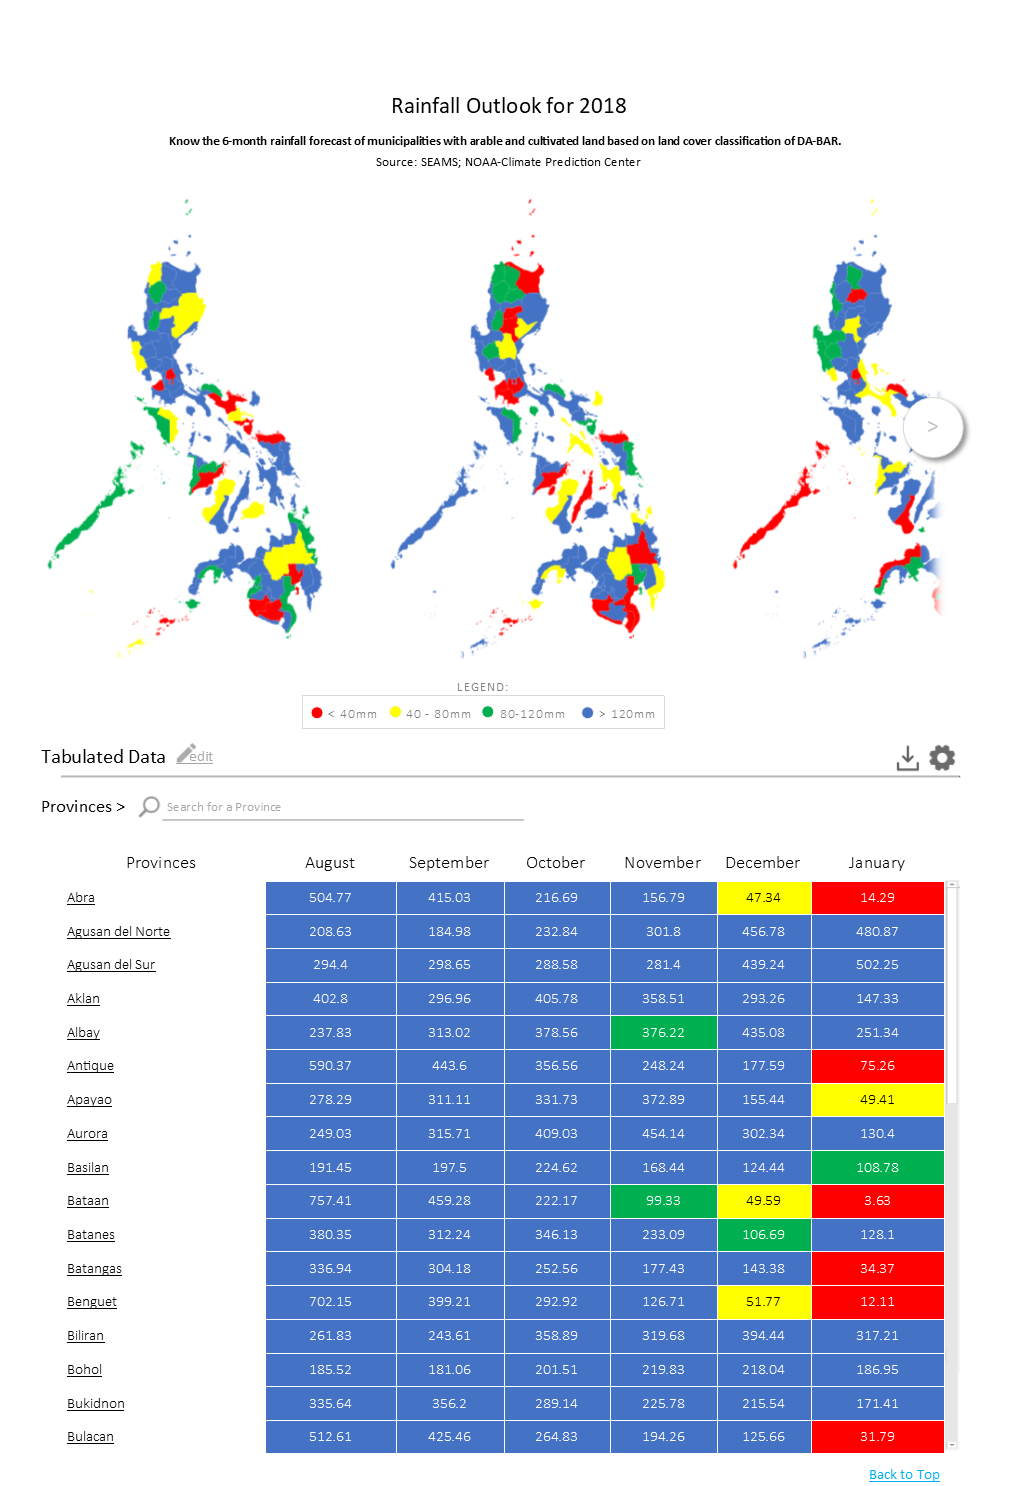 Rainfall Outlook for 2018
Know the 6-month rainfall forecast of municipalities with arable and cultivated land based on land cover classification of DA-BAR.
Source: SEAMS; NOAA-Climate Prediction Center
>
LEGEND:
< 40mm 40 - 80mm 80-120mm > 120mm
Tabulated Data edit
Provinces > Search for a Province
Provinces August September October November December January
Abra 504.77 415.03 216.69 156.79 47.34 14.29
Agusan del Norte 208.63 184.98 232.84 301.8 456.78 480.87
Agusan del Sur 294.4 298.65 288.58 281.4 439.24 502.25
Aklan 402.8 296.96 405.78 358.51 293.26 147.33
Albay 237.83 313.02 378.56 376.22 435.08 251.34
Antique 590.37 443.6 356.56 248.24 177.59 75.26
Apayao 278.29 311.11 331.73 372.89 155.44 49.41
Aurora 249.03 315.71 409.03 454.14 302.34 130.4
Basilan 191.45 197.5 224.62 168.44 124.44 108.78
Bataan 757.41 459.28 222.17 99.33 49.59 3.63
Batanes 380.35 312.24 346.13 233.09 106.69 128.1
Batangas 336.94 304.18 252.56 177.43 143.38 34.37
Benguet 702.15 399.21 292.92 126.71 51.77 12.11
Biliran 261.83 243.61 358.89 319.68 394.44 317.21
Bohol 185.52 181.06 201.51 219.83 218.04 186.95
Bukidnon 335.64 356.2 289.14 225.78 215.54 171.41
Bulacan 512.61 425.46 264.83 194.26 125.66 31.79
Back to Top